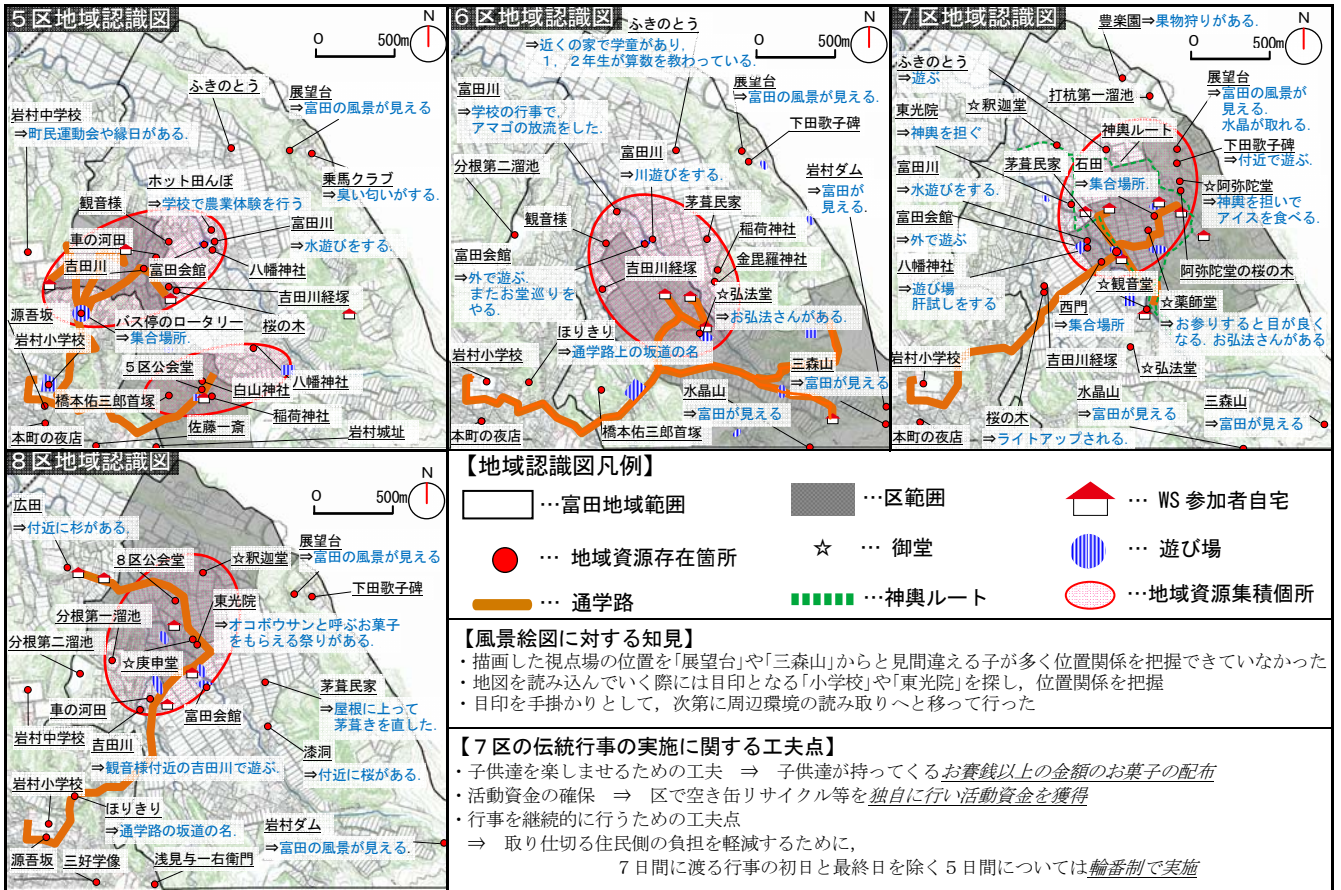 5区地域認識図
N
0 500m
ふきのとう
展望台
⇒富田の風景が見える
岩村中学校
⇒町民運動会や縁日がある.
乗馬クラブ
⇒臭い匂いがする.
ホット田んぼ
⇒学校で農業体験を行う
観音様
富田川
⇒水遊びをする.
車の河田
吉田川
富田会館
八幡神社
吉田川経塚
源吾坂
バス停のロータリー
⇒集合場所.
桜の木
岩村小学校
5区公会堂
白山神社
八幡神社
橋本佑三郎首塚
稲荷神社
佐藤一斎
本町の夜店
岩村城址
6区地域認識図
N
0 500m
ふきのとう
⇒近くの家で学童があり,
1,2年生が算数を教わっている.
富田川
⇒学校の行事で,
アマゴの放流をした.
展望台
⇒富田の風景が見える.
下田歌子碑
分根第二溜池
富田川
⇒川遊びをする.
岩村ダム
⇒富田が
見える.
観音様
茅葺民家
稲荷神社
富田会館
⇒外で遊ぶ.
またお堂巡りを
やる.
吉田川経塚
金毘羅神社
☆弘法堂
⇒お弘法さんがある.
ほりきり
⇒通学路上の坂道の名
岩村小学校
三森山
⇒富田が見える
水晶山
⇒富田が見える
本町の夜店
橋本佑三郎首塚
7区地域認識図
豊楽園⇒果物狩りがある.
N
0 500m
ふきのとう
⇒遊ぶ
打杭第一溜池
展望台
⇒富田の風景が
見える.
水晶が取れる.
東光院
⇒神輿を担ぐ
☆釈迦堂
神輿ルート
下田歌子碑
⇒付近で遊ぶ.
富田川
⇒水遊びをする.
茅葺民家
石田
⇒集合場所.
☆阿弥陀堂
⇒神輿を担いで
アイスを食べる.
富田会館
⇒外で遊ぶ
八幡神社
⇒遊び場
肝試しをする
阿弥陀堂の桜の木
☆観音堂
西門
⇒集合場所
☆薬師堂
⇒お参りすると目が良く
なる. お弘法さんがある
岩村小学校
吉田川経塚
☆弘法堂
水晶山
⇒富田が見える
三森山
⇒富田が見える
桜の木
⇒ライトアップされる.
本町の夜店
8区地域認識図
N
0 500m
広田
⇒付近に杉がある.
8区公会堂
☆釈迦堂
展望台
⇒富田の風景が見える
下田歌子碑
東光院
⇒オコボウサンと呼ぶお菓子
をもらえる祭りがある.
分根第一溜池
分根第二溜池
☆庚申堂
茅葺民家
⇒屋根に上って
茅葺きを直した.
車の河田
富田会館
岩村中学校
吉田川
⇒観音様付近の吉田川で遊ぶ.
漆洞
⇒付近に桜がある.
岩村小学校
ほりきり
⇒通学路の坂道の名.
岩村ダム
⇒富田の風景が見える.
源吾坂
三好学像
浅見与一右衛門
【地域認識図凡例】
…富田地域範囲
…区範囲
… WS 参加者自宅
… 地域資源存在箇所
☆ … 御堂
… 遊び場
… 通学路
…神輿ルート
…地域資源集積個所
【風景絵図に対する知見】
・描画した視点場の位置を「展望台」や「三森山」からと見間違える子が多く位置関係を把握できていなかった
・地図を読み込んでいく際には目印となる「小学校」や「東光院」を探し，位置関係を把握
・目印を手掛かりとして，次第に周辺環境の読み取りへと移って行った
【7区の伝統行事の実施に関する工夫点】
・子供達を楽しませるための工夫 ⇒ 子供達が持ってくるお賽銭以上の金額のお菓子の配布
・活動資金の確保 ⇒ 区で空き缶リサイクル等を独自に行い活動資金を獲得
・行事を継続的に行うための工夫点
⇒ 取り仕切る住民側の負担を軽減するために，
7日間に渡る行事の初日と最終日を除く5日間については輪番制で実施